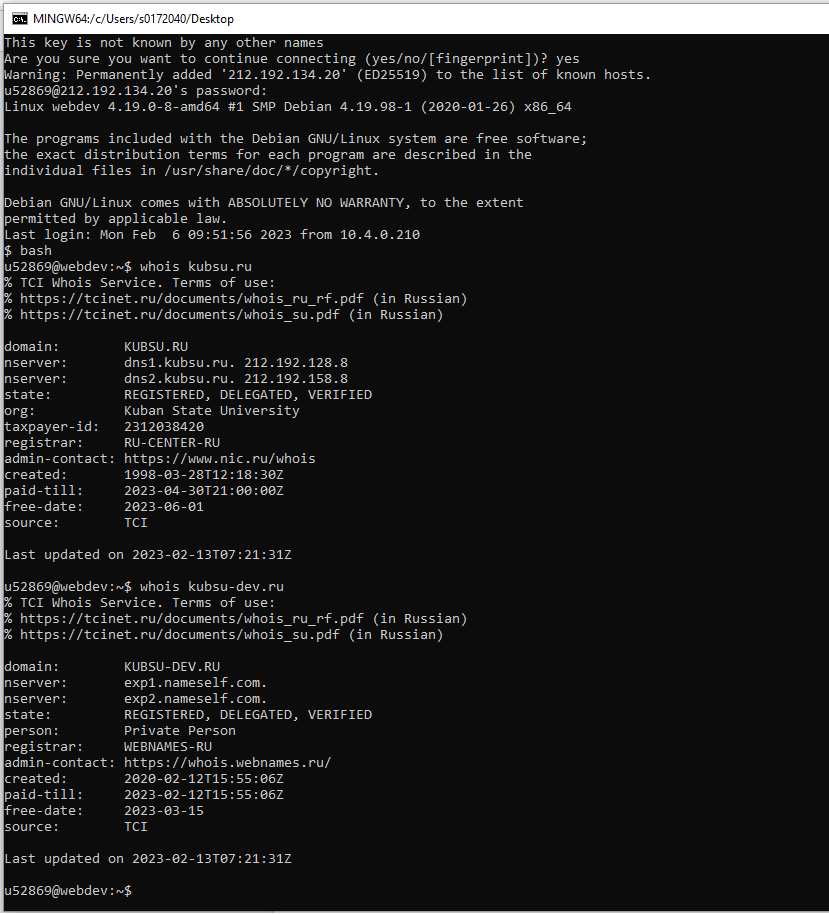 MINGW64:/c/Users/s0172040/Desktop
This key is not known by any other names
Are you sure you want to continue connecting (yes/no/[fingerprint])? yes
Warning: Permanently added '212.192.134.20' (ED25519) to the list of known hosts.
u52869@212.192.134.20's password:
Linux webdev 4.19.0-8-amd64 #1 SMP Debian 4.19.98-1 (2020-01-26) x86_64

The programs included with the Debian GNU/Linux system are free software;
the exact distribution terms for each program are described in the
individual files in /usr/share/doc/*/copyright.

Debian GNU/Linux comes with ABSOLUTELY NO WARRANTY, to the extent
permitted by applicable law.
Last login: Mon Feb  6 09:51:56 2023 from 10.4.0.210
$ bash
u52869@webdev:~$ whois kubsu.ru
% TCI Whois Service. Terms of use:
% https://tcinet.ru/documents/whois_ru_rf.pdf (in Russian)
% https://tcinet.ru/documents/whois_su.pdf (in Russian)

domain:        KUBSU.RU
nserver:       dns1.kubsu.ru. 212.192.128.8
nserver:       dns2.kubsu.ru. 212.192.158.8
state:         REGISTERED, DELEGATED, VERIFIED
org:           Kuban State University
taxpayer-id:   2312038420
registrar:     RU-CENTER-RU
admin-contact: https://www.nic.ru/whois
created:       1998-03-28T12:18:30Z
paid-till:     2023-04-30T21:00:00Z
free-date:     2023-06-01
source:        TCI

Last updated on 2023-02-13T07:21:31Z

u52869@webdev:~$ whois kubsu-dev.ru
% TCI Whois Service. Terms of use:
% https://tcinet.ru/documents/whois_ru_rf.pdf (in Russian)
% https://tcinet.ru/documents/whois_su.pdf (in Russian)

domain:        KUBSU-DEV.RU
nserver:       exp1.nameself.com.
nserver:       exp2.nameself.com.
state:         REGISTERED, DELEGATED, VERIFIED
person:        Private Person
registrar:     WEBNAMES-RU
admin-contact: https://whois.webnames.ru/
created:       2020-02-12T15:55:06Z
paid-till:     2023-02-12T15:55:06Z
free-date:     2023-03-15
source:        TCI

Last updated on 2023-02-13T07:21:31Z

u52869@webdev:~$